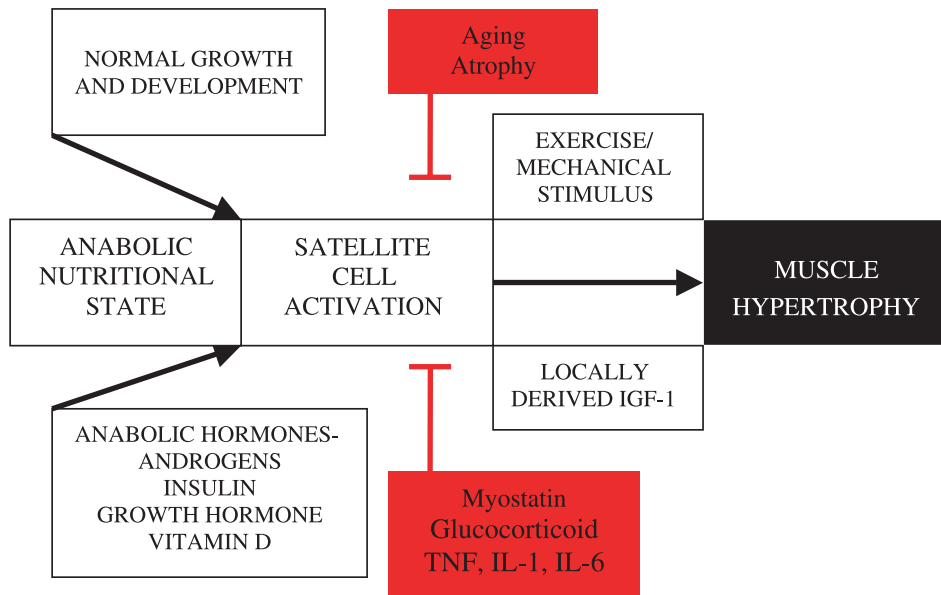 NORMAL GROWTH
AND DEVELOPMENT
Aging
Atrophy
EXERCISE/
MECHANICAL
STIMULUS
ANABOLIC
NUTRITIONAL
STATE
SATELLITE
CELL
ACTIVATION
MUSCLE
HYPERTROPHY
LOCALLY
DERIVED IGF-1
ANABOLIC HORMONES-
ANDROGENS
INSULIN
GROWTH HORMONE
VITAMIN D
Myostatin
Glucocorticoid
TNF, IL-1, IL-6